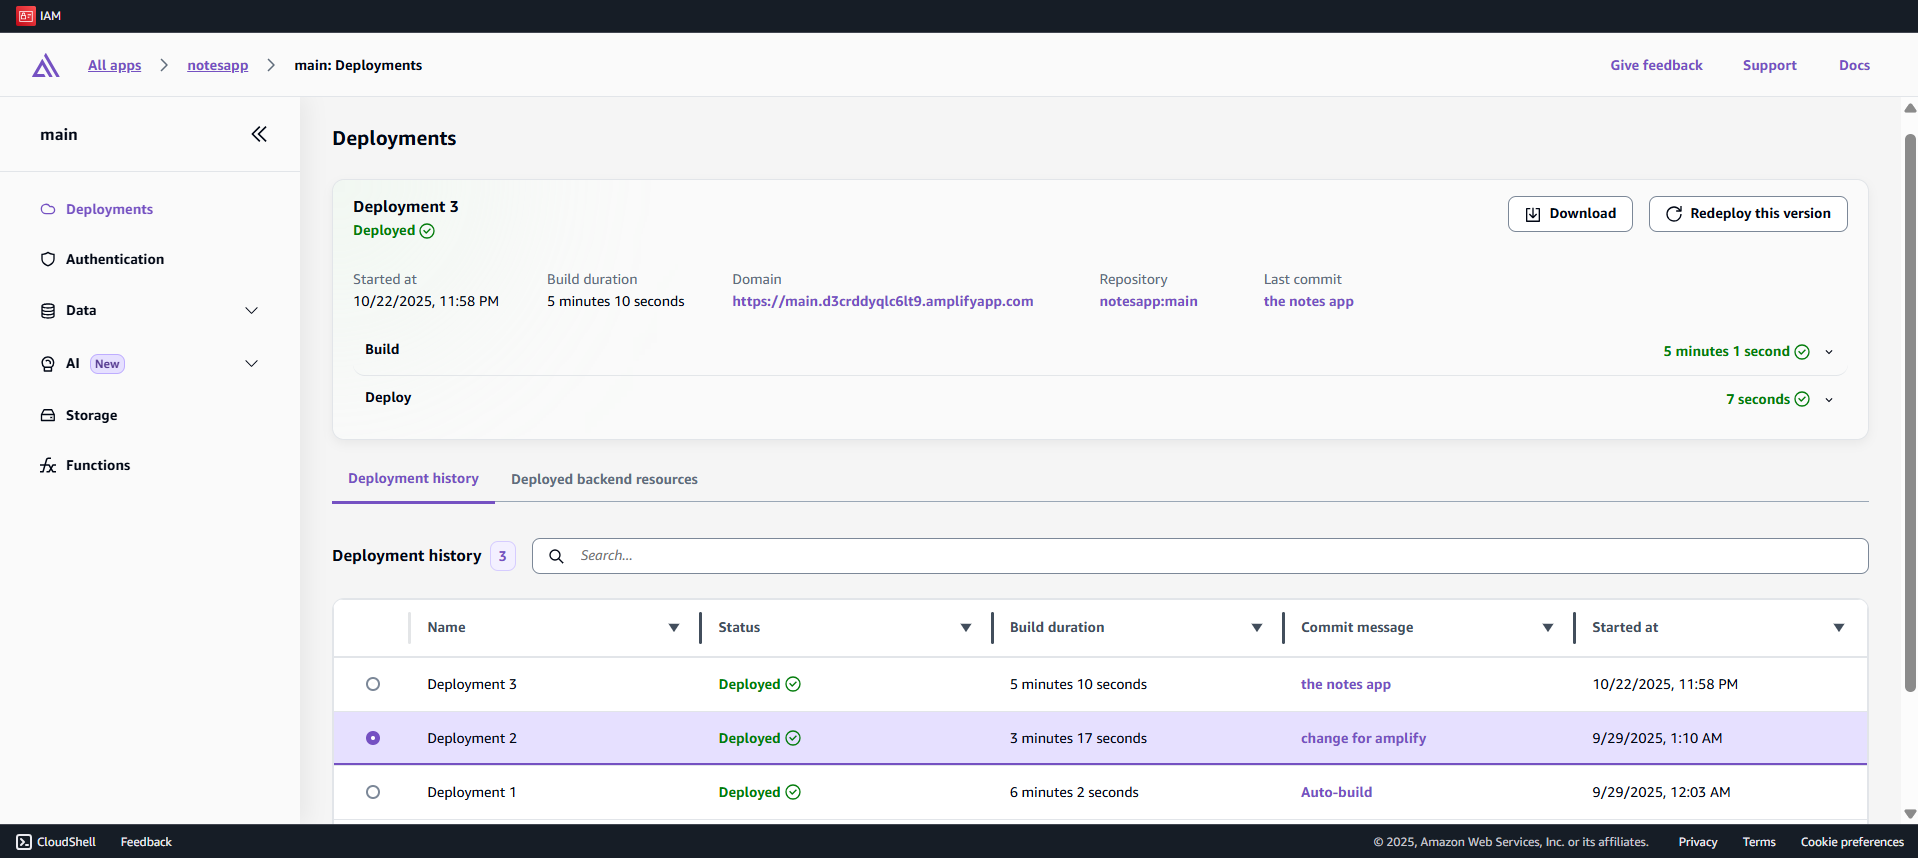 IAM
All apps
notesapp
main: Deployments
Give feedback
Support
Docs
main
Deployments
Authentication
Data
AI New
Storage
Functions
Deployments
Deployment 3
Deployed
Download
Redeploy this version
Started at
10/22/2025, 11:58 PM
Build duration
5 minutes 10 seconds
Domain
https://main.d3crddyqlc6lt9.amplifyapp.com
Repository
notesapp:main
Last commit
the notes app
Build
5 minutes 1 second
Deploy
7 seconds
Deployment history
Deployed backend resources
Deployment history 3
Search...
Name Status Build duration Commit message Started at
Deployment 3 Deployed 5 minutes 10 seconds the notes app 10/22/2025, 11:58 PM
Deployment 2 Deployed 3 minutes 17 seconds change for amplify 9/29/2025, 1:10 AM
Deployment 1 Deployed 6 minutes 2 seconds Auto-build 9/29/2025, 12:03 AM
CloudShell Feedback © 2025, Amazon Web Services, Inc. or its affiliates. Privacy Terms Cookie preferences